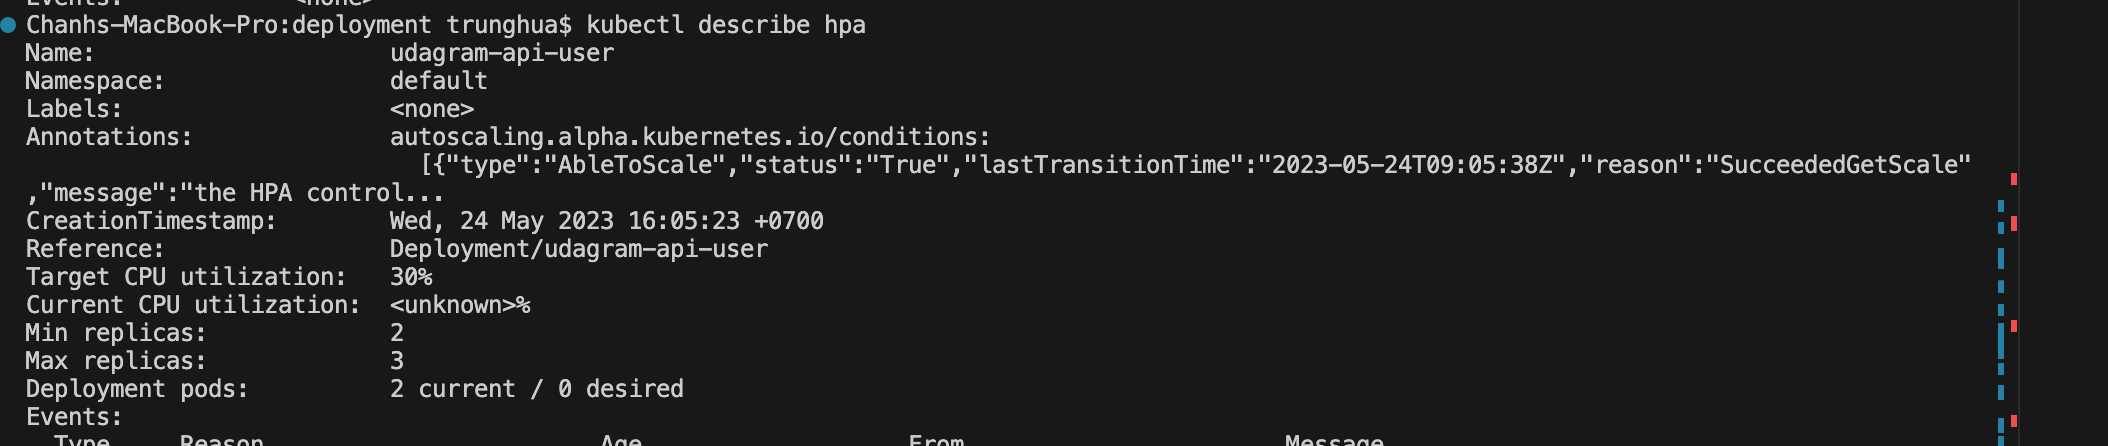 Events: <none>
Chanhs-MacBook-Pro:deployment trunghua$ kubectl describe hpa
Name: udagram-api-user
Namespace: default
Labels: <none>
Annotations: autoscaling.alpha.kubernetes.io/conditions:
[{"type":"AbleToScale","status":"True","lastTransitionTime":"2023-05-24T09:05:38Z","reason":"SucceededGetScale"
,"message":"the HPA control...
CreationTimestamp: Wed, 24 May 2023 16:05:23 +0700
Reference: Deployment/udagram-api-user
Target CPU utilization: 30%
Current CPU utilization: <unknown>%
Min replicas: 2
Max replicas: 3
Deployment pods: 2 current / 0 desired
Events:
Type Reason Age From Message